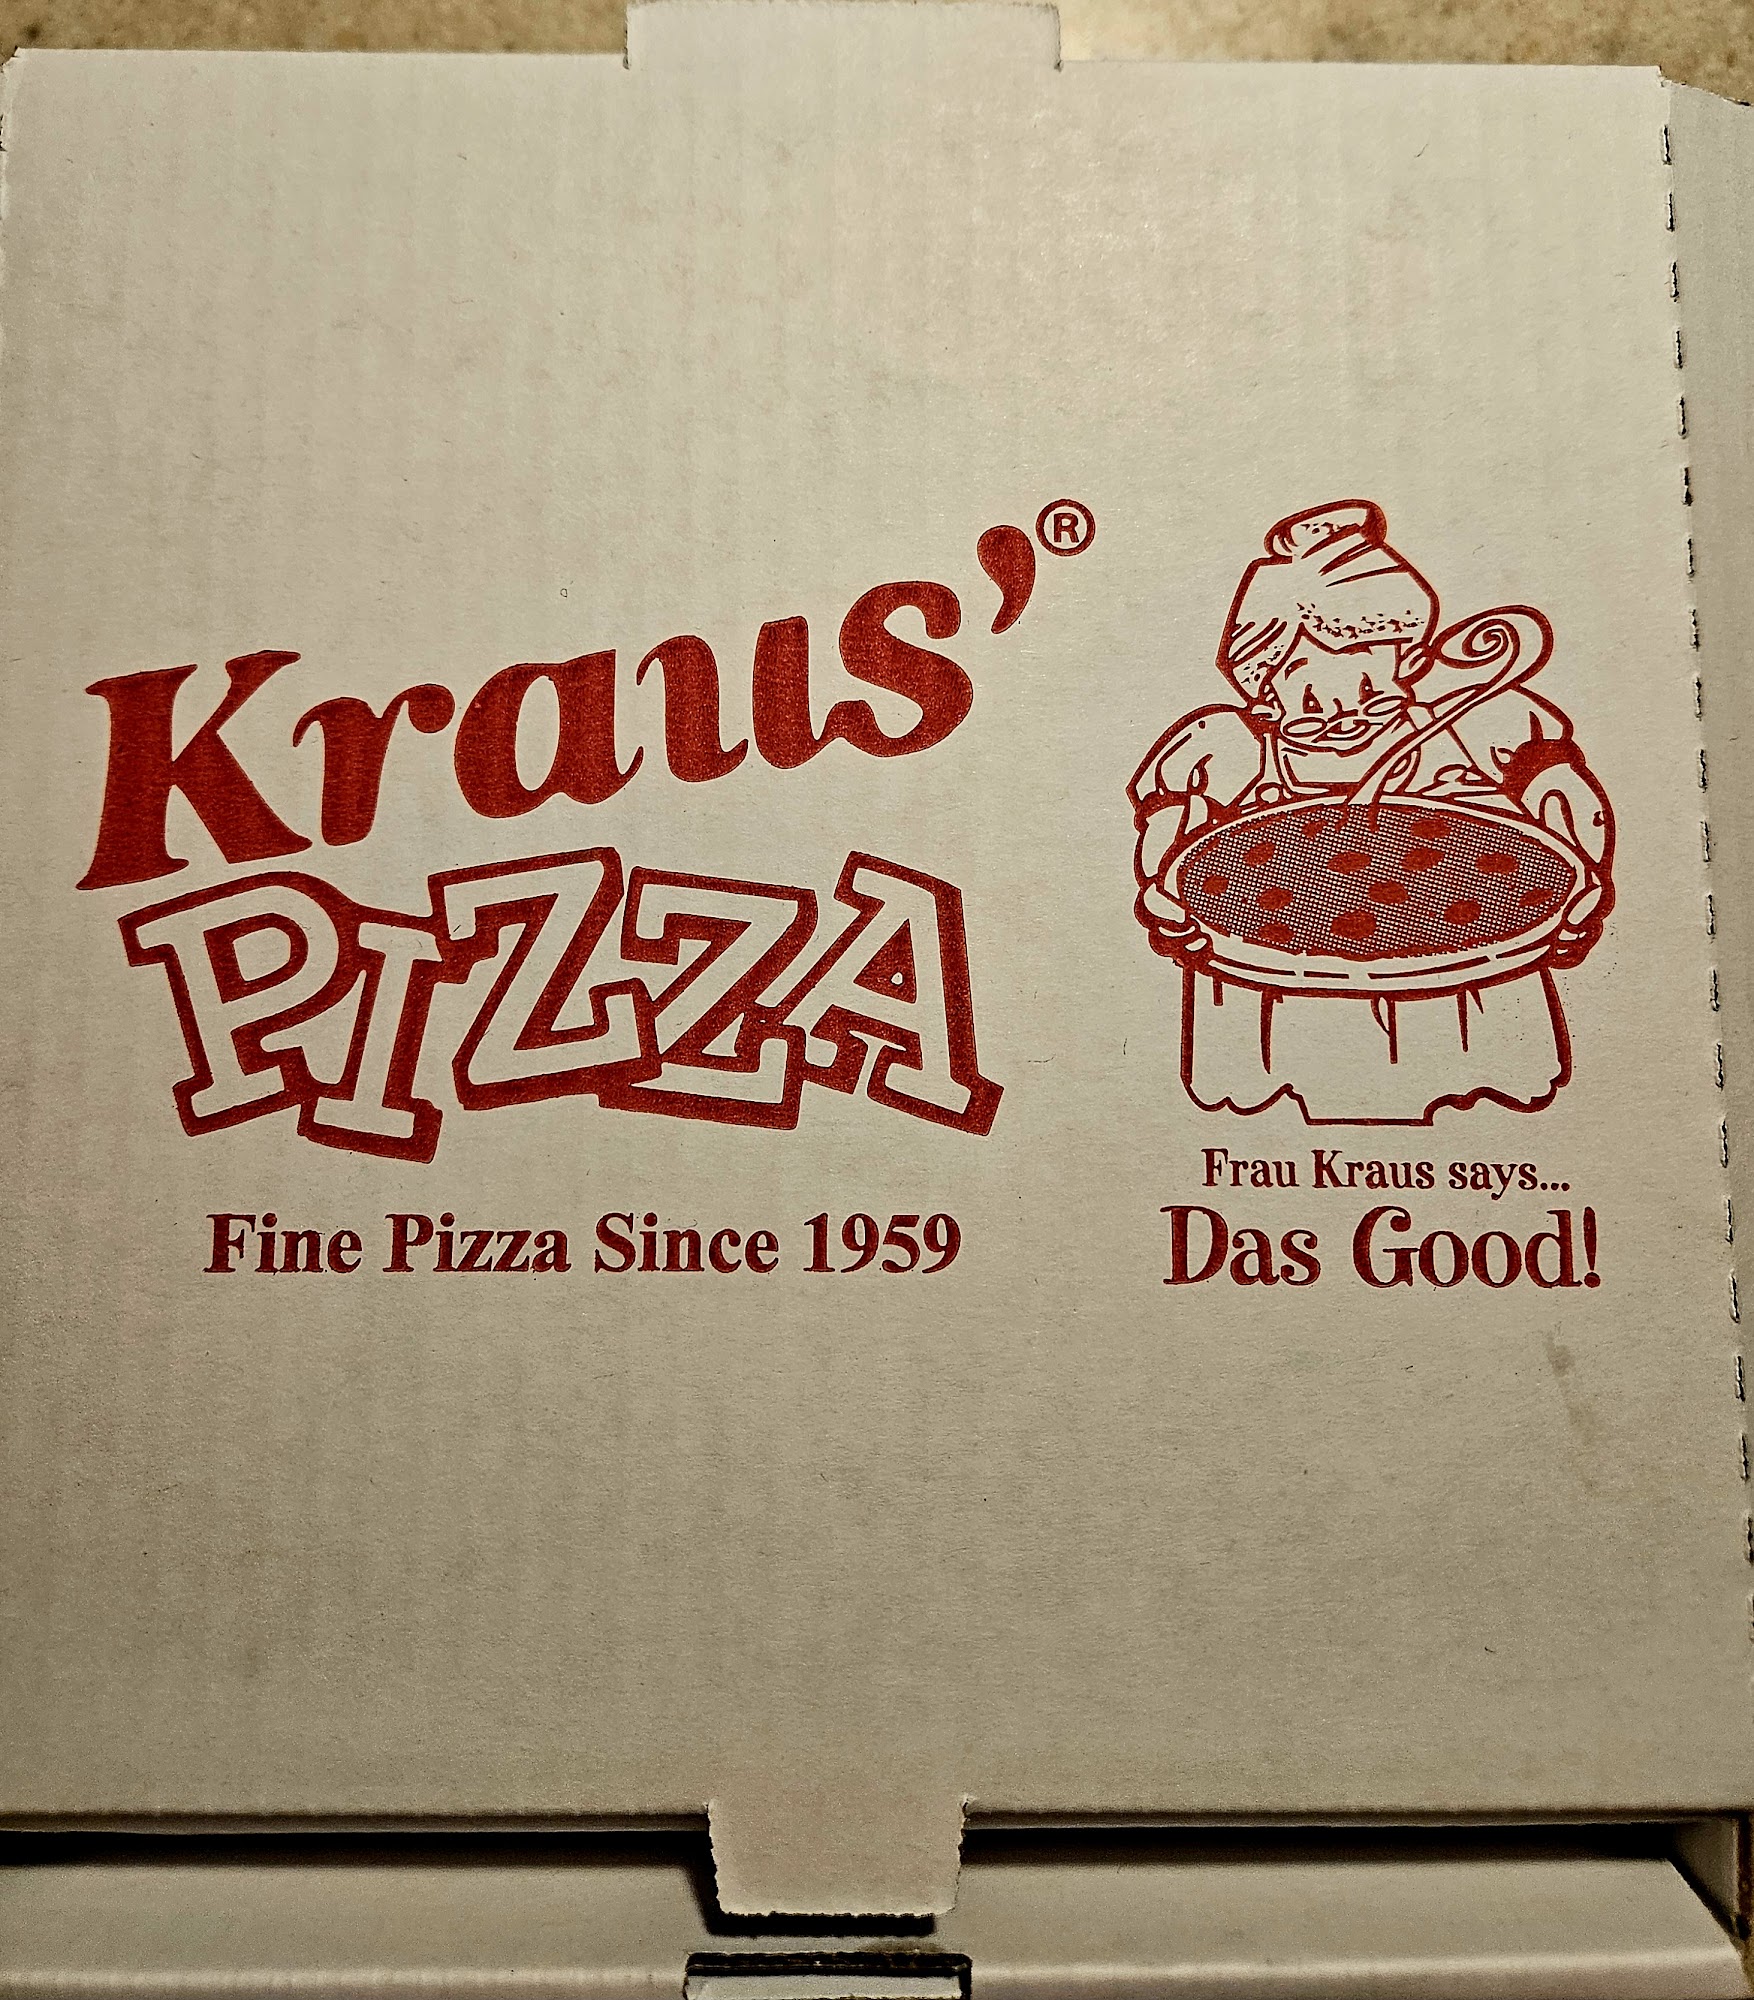 Kraus'®
PIZZA
Fine Pizza Since 1959
Frau Kraus says...
Das Good!